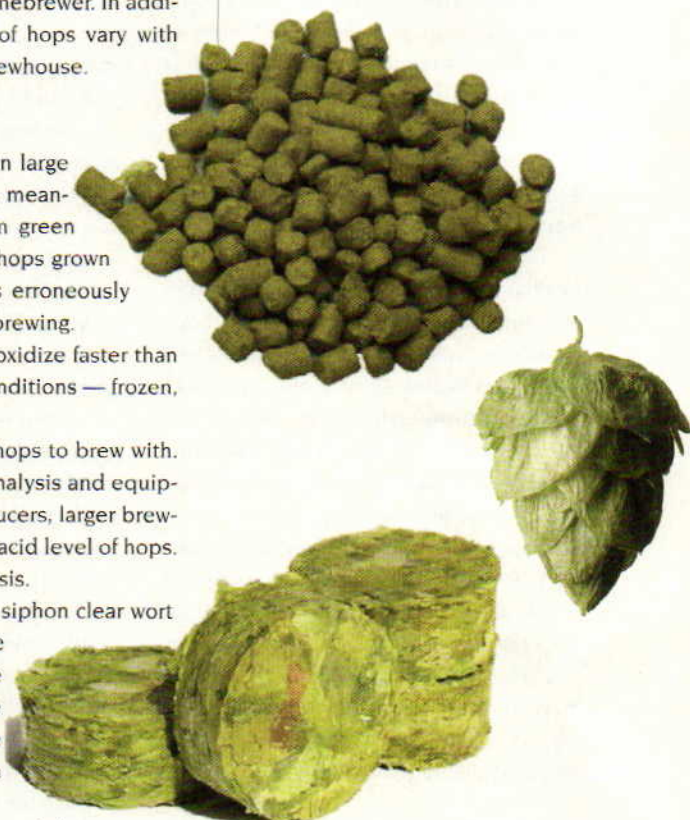 nebrewer. In addi-
of hops vary with
ewhouse.
n large
mean-
n green
hops grown
s erroneously
brewing.
oxidize faster than
nditions — frozen,
hops to brew with.
nalysis and equip-
ucers, larger brew-
acid level of hops.
sis.
siphon clear wort
e